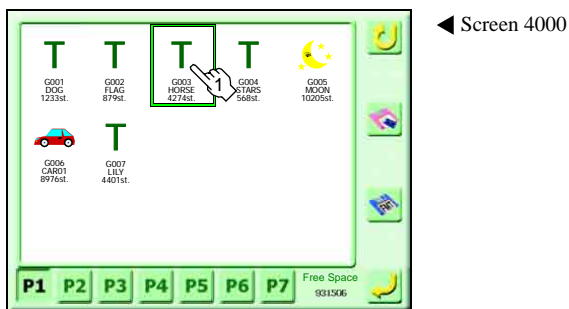 ◀ Screen 4000
T T T T
G001 G002 G003 G004 G005
DOG FLAG HORSE STARS MOON
1233st. 879st. 4274st. 568st. 10205st.
1
T
G006 G007
CAR01 LILY
8976st. 4401st.
FMT
P1 P2 P3 P4 P5 P6 P7 Free Space
931506